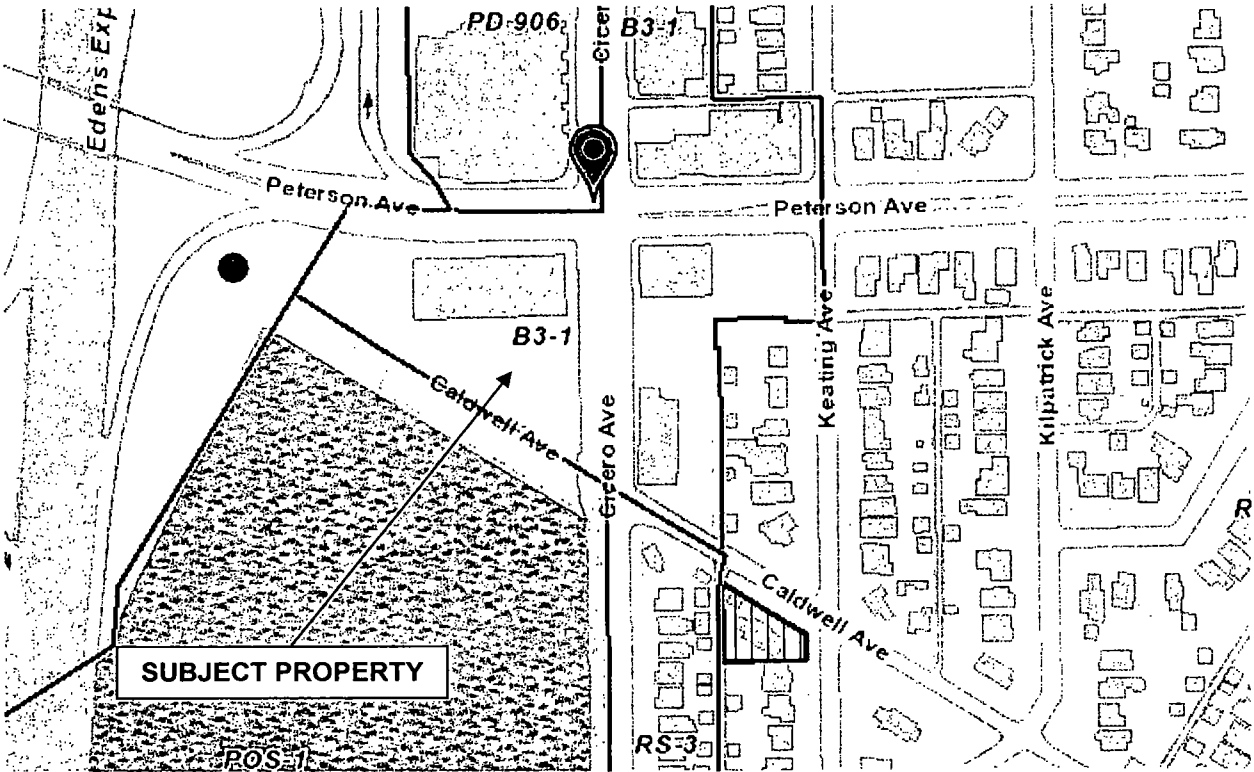 PD-906
Cicer
B3-1
Edens Exp
Peterson Ave
Peterson Ave
B3-1
Caldwell Ave
Cicero Ave
Keating Ave
Kilpatrick Ave
R
Caldwell Ave
SUBJECT PROPERTY
RS-3
POS-1